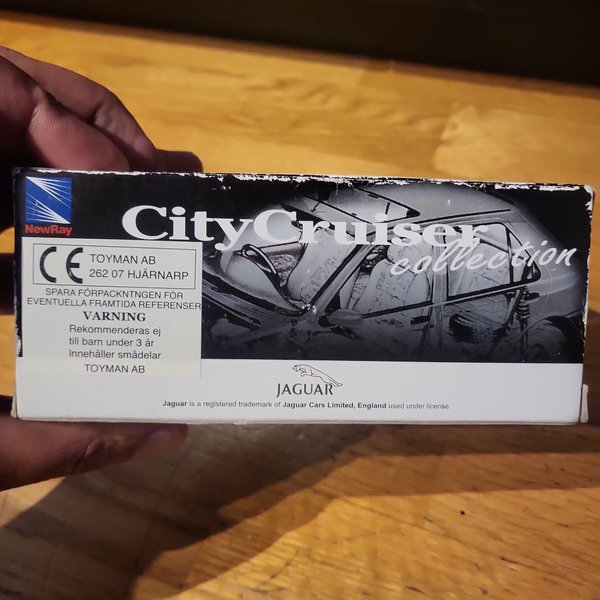 NewRay
CityCruiser
collection
CE
TOYMAN AB
262 07 HJÄRNARP
SPARA FÖRPACKNTNGEN FÖR
EVENTUELLA FRAMTIDA REFERENSER
VARNING
Rekommenderas ej
till barn under 3 år
Innehåller smådelar
TOYMAN AB
JAGUAR
Jaguar is a registered trademark of Jaguar Cars Limited, England used under license.